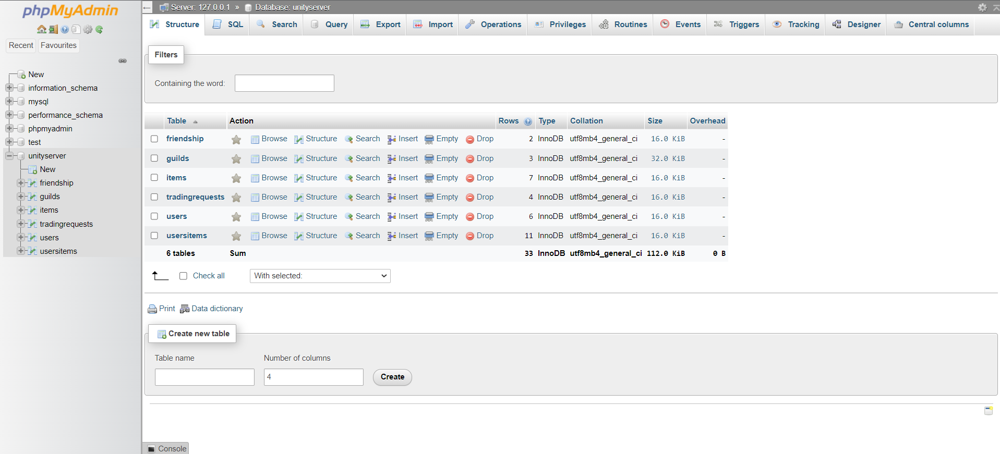 phpMyAdmin
Recent Favourites
New
information_schema
mysql
performance_schema
phpmyadmin
test
unityserver
New
friendship
guilds
items
tradingrequests
users
usersitems
Server: 127.0.0.1 » Database: unityserver
Structure SQL Search Query Export Import Operations Privileges Routines Events Triggers Tracking Designer Central columns
Filters
Containing the word:
Table Action Rows Type Collation Size Overhead
friendship Browse Structure Search Insert Empty Drop 2 InnoDB utf8mb4_general_ci 16.0 KiB -
guilds Browse Structure Search Insert Empty Drop 3 InnoDB utf8mb4_general_ci 32.0 KiB -
items Browse Structure Search Insert Empty Drop 7 InnoDB utf8mb4_general_ci 16.0 KiB -
tradingrequests Browse Structure Search Insert Empty Drop 4 InnoDB utf8mb4_general_ci 16.0 KiB -
users Browse Structure Search Insert Empty Drop 6 InnoDB utf8mb4_general_ci 16.0 KiB -
usersitems Browse Structure Search Insert Empty Drop 11 InnoDB utf8mb4_general_ci 16.0 KiB -
6 tables Sum 33 InnoDB utf8mb4_general_ci 112.0 KiB 0 B
Check all With selected:
Print Data dictionary
Create new table
Table name Number of columns
4 Create
Console